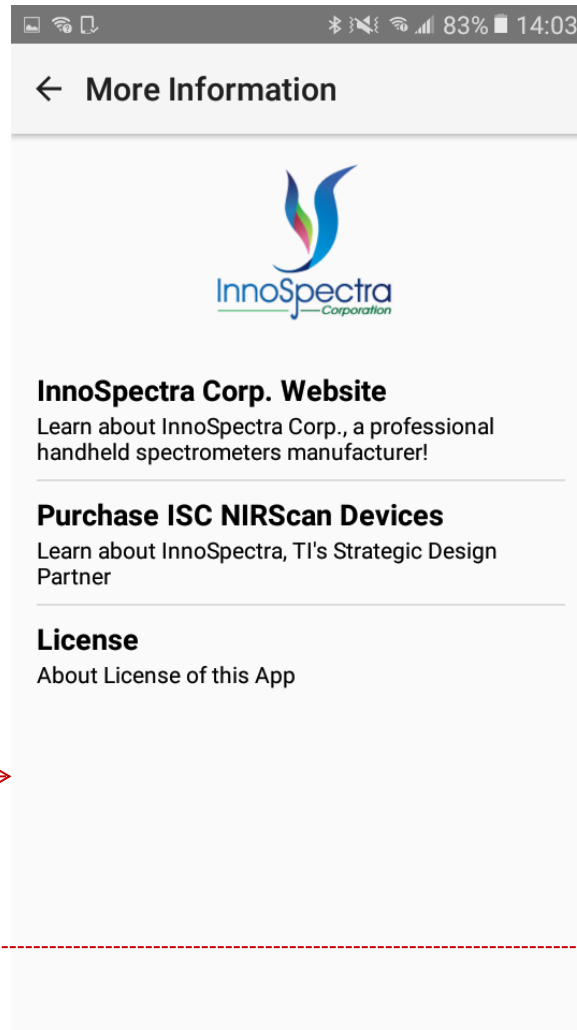 83% 14:03
More Information
InnoSpectra
Corporation
InnoSpectra Corp. Website
Learn about InnoSpectra Corp., a professional
handheld spectrometers manufacturer!
Purchase ISC NIRScan Devices
Learn about InnoSpectra, TI's Strategic Design
Partner
License
About License of this App